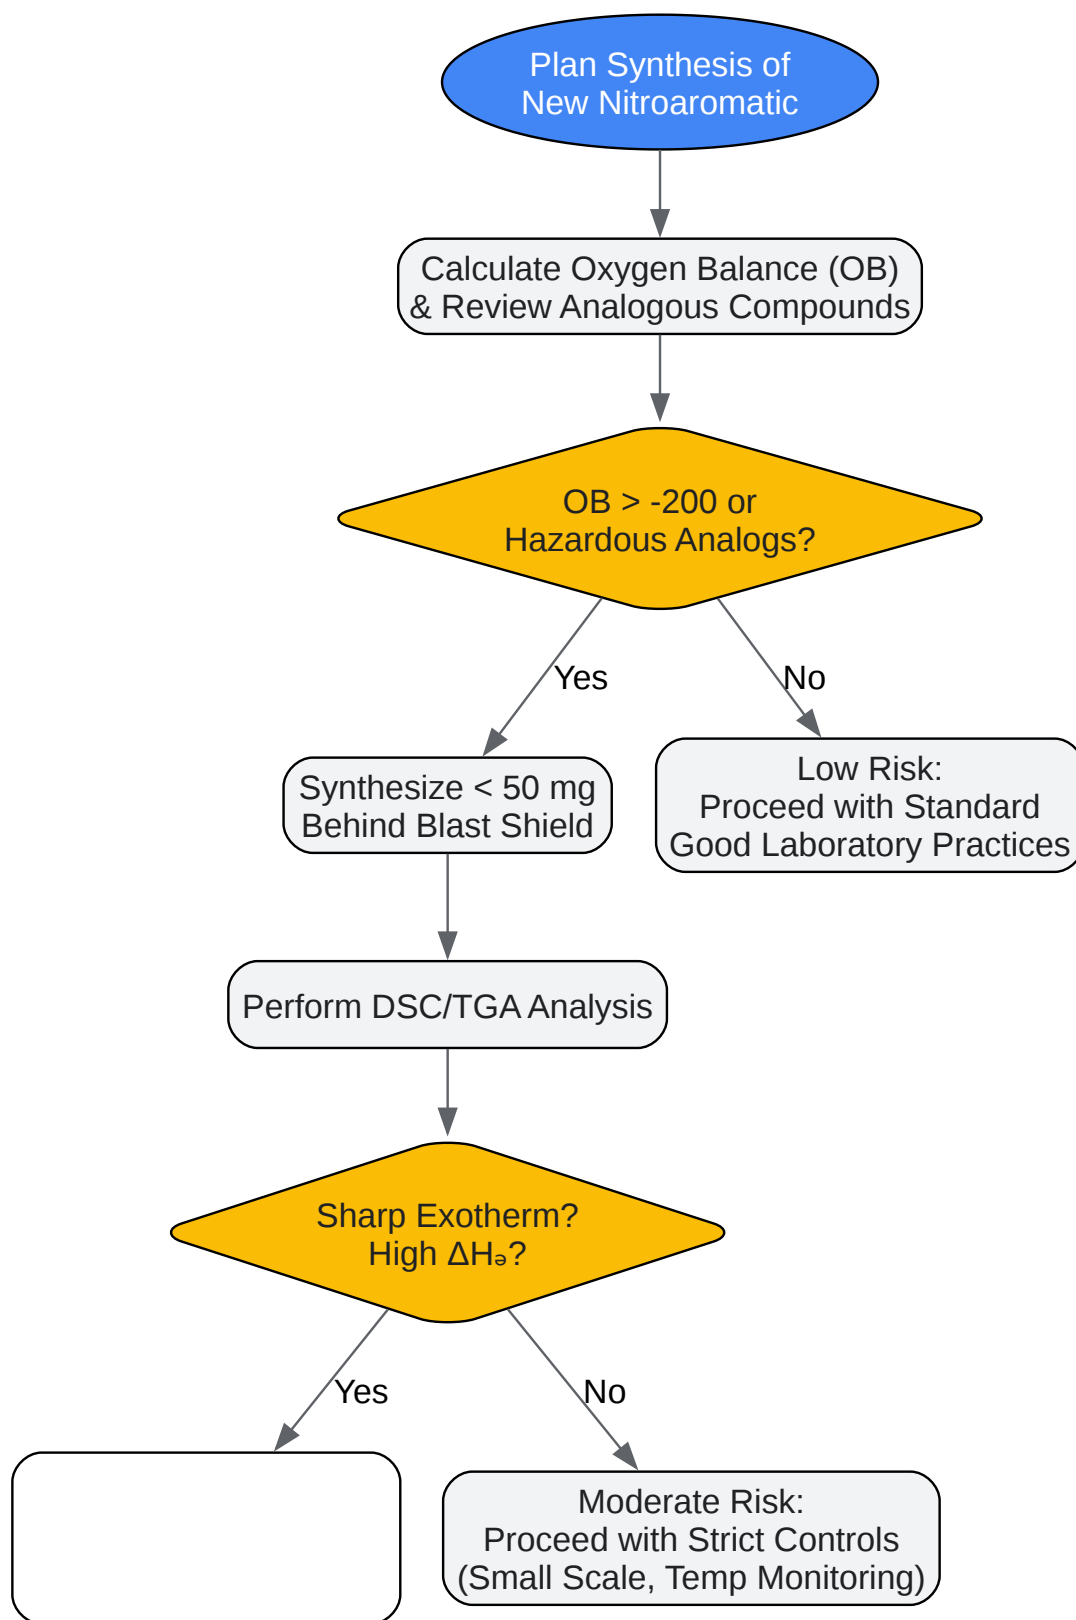 Plan Synthesis of
New Nitroaromatic
Calculate Oxygen Balance (OB)
& Review Analogous Compounds
OB > -200 or
Hazardous Analogs?
Yes
No
Synthesize < 50 mg
Behind Blast Shield
Low Risk:
Proceed with Standard
Good Laboratory Practices
Perform DSC/TGA Analysis
Sharp Exotherm?
High ΔHₔ?
Yes
No
Moderate Risk:
Proceed with Strict Controls
(Small Scale, Temp Monitoring)